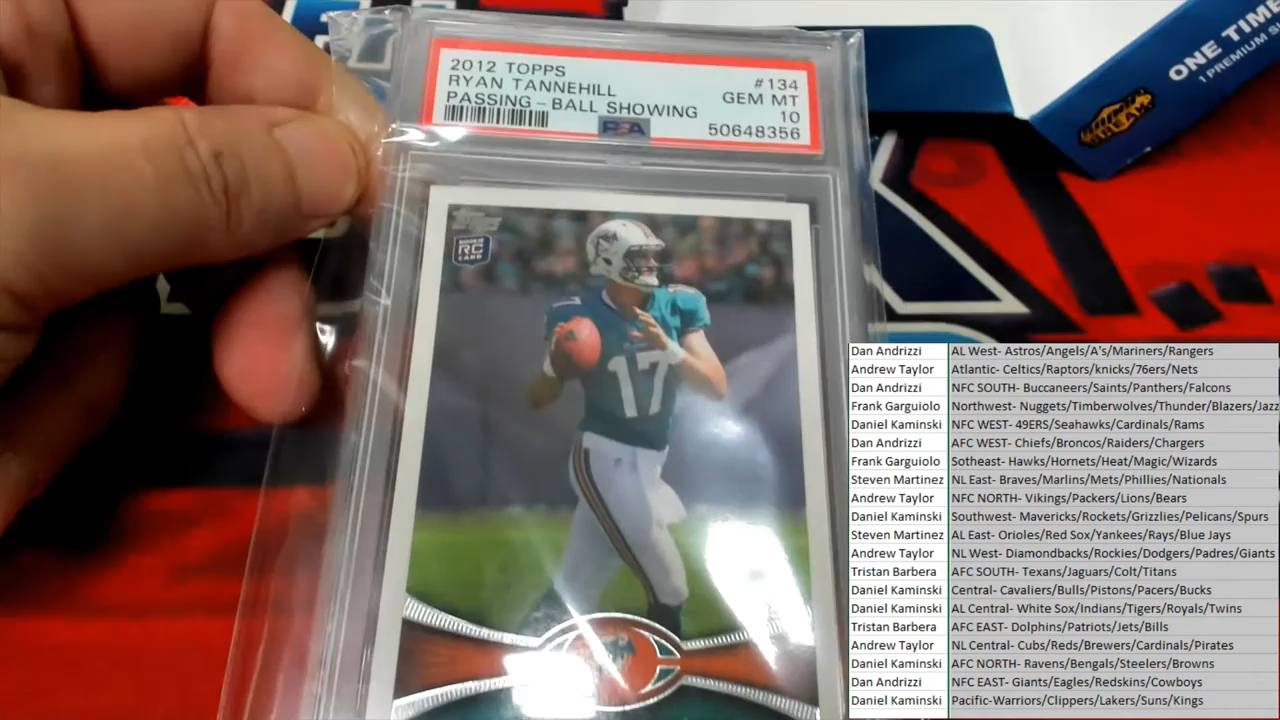 2012 TOPPS #134
RYAN TANNEHILL GEM MT
PASSING - BALL SHOWING 10
PSA 50648356
ONE TIME
1 PREMIUM
Topps
ROOKIE
RC
CARD
17
17
Dan Andrizzi AL West- Astros/Angels/A's/Mariners/Rangers
Andrew Taylor Atlantic- Celtics/Raptors/knicks/76ers/Nets
Dan Andrizzi NFC SOUTH- Buccaneers/Saints/Panthers/Falcons
Frank Garguiolo Northwest- Nuggets/Timberwolves/Thunder/Blazers/Jazz
Daniel Kaminski NFC WEST- 49ERS/Seahawks/Cardinals/Rams
Dan Andrizzi AFC WEST- Chiefs/Broncos/Raiders/Chargers
Frank Garguiolo Sotheast- Hawks/Hornets/Heat/Magic/Wizards
Steven Martinez NL East- Braves/Marlins/Mets/Phillies/Nationals
Andrew Taylor NFC NORTH- Vikings/Packers/Lions/Bears
Daniel Kaminski Southwest- Mavericks/Rockets/Grizzlies/Pelicans/Spurs
Steven Martinez AL East- Orioles/Red Sox/Yankees/Rays/Blue Jays
Andrew Taylor NL West- Diamondbacks/Rockies/Dodgers/Padres/Giants
Tristan Barbera AFC SOUTH- Texans/Jaguars/Colt/Titans
Daniel Kaminski Central- Cavaliers/Bulls/Pistons/Pacers/Bucks
Daniel Kaminski AL Central- White Sox/Indians/Tigers/Royals/Twins
Tristan Barbera AFC EAST- Dolphins/Patriots/Jets/Bills
Andrew Taylor NL Central- Cubs/Reds/Brewers/Cardinals/Pirates
Daniel Kaminski AFC NORTH- Ravens/Bengals/Steelers/Browns
Dan Andrizzi NFC EAST- Giants/Eagles/Redskins/Cowboys
Daniel Kaminski Pacific-Warriors/Clippers/Lakers/Suns/Kings